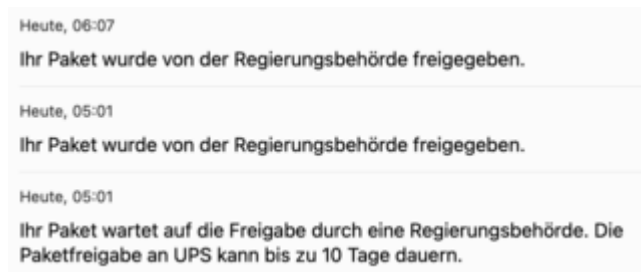 Heute, 06:07
Ihr Paket wurde von der Regierungsbehörde freigegeben.
Heute, 05:01
Ihr Paket wurde von der Regierungsbehörde freigegeben.
Heute, 05:01
Ihr Paket wartet auf die Freigabe durch eine Regierungsbehörde. Die
Paketfreigabe an UPS kann bis zu 10 Tage dauern.